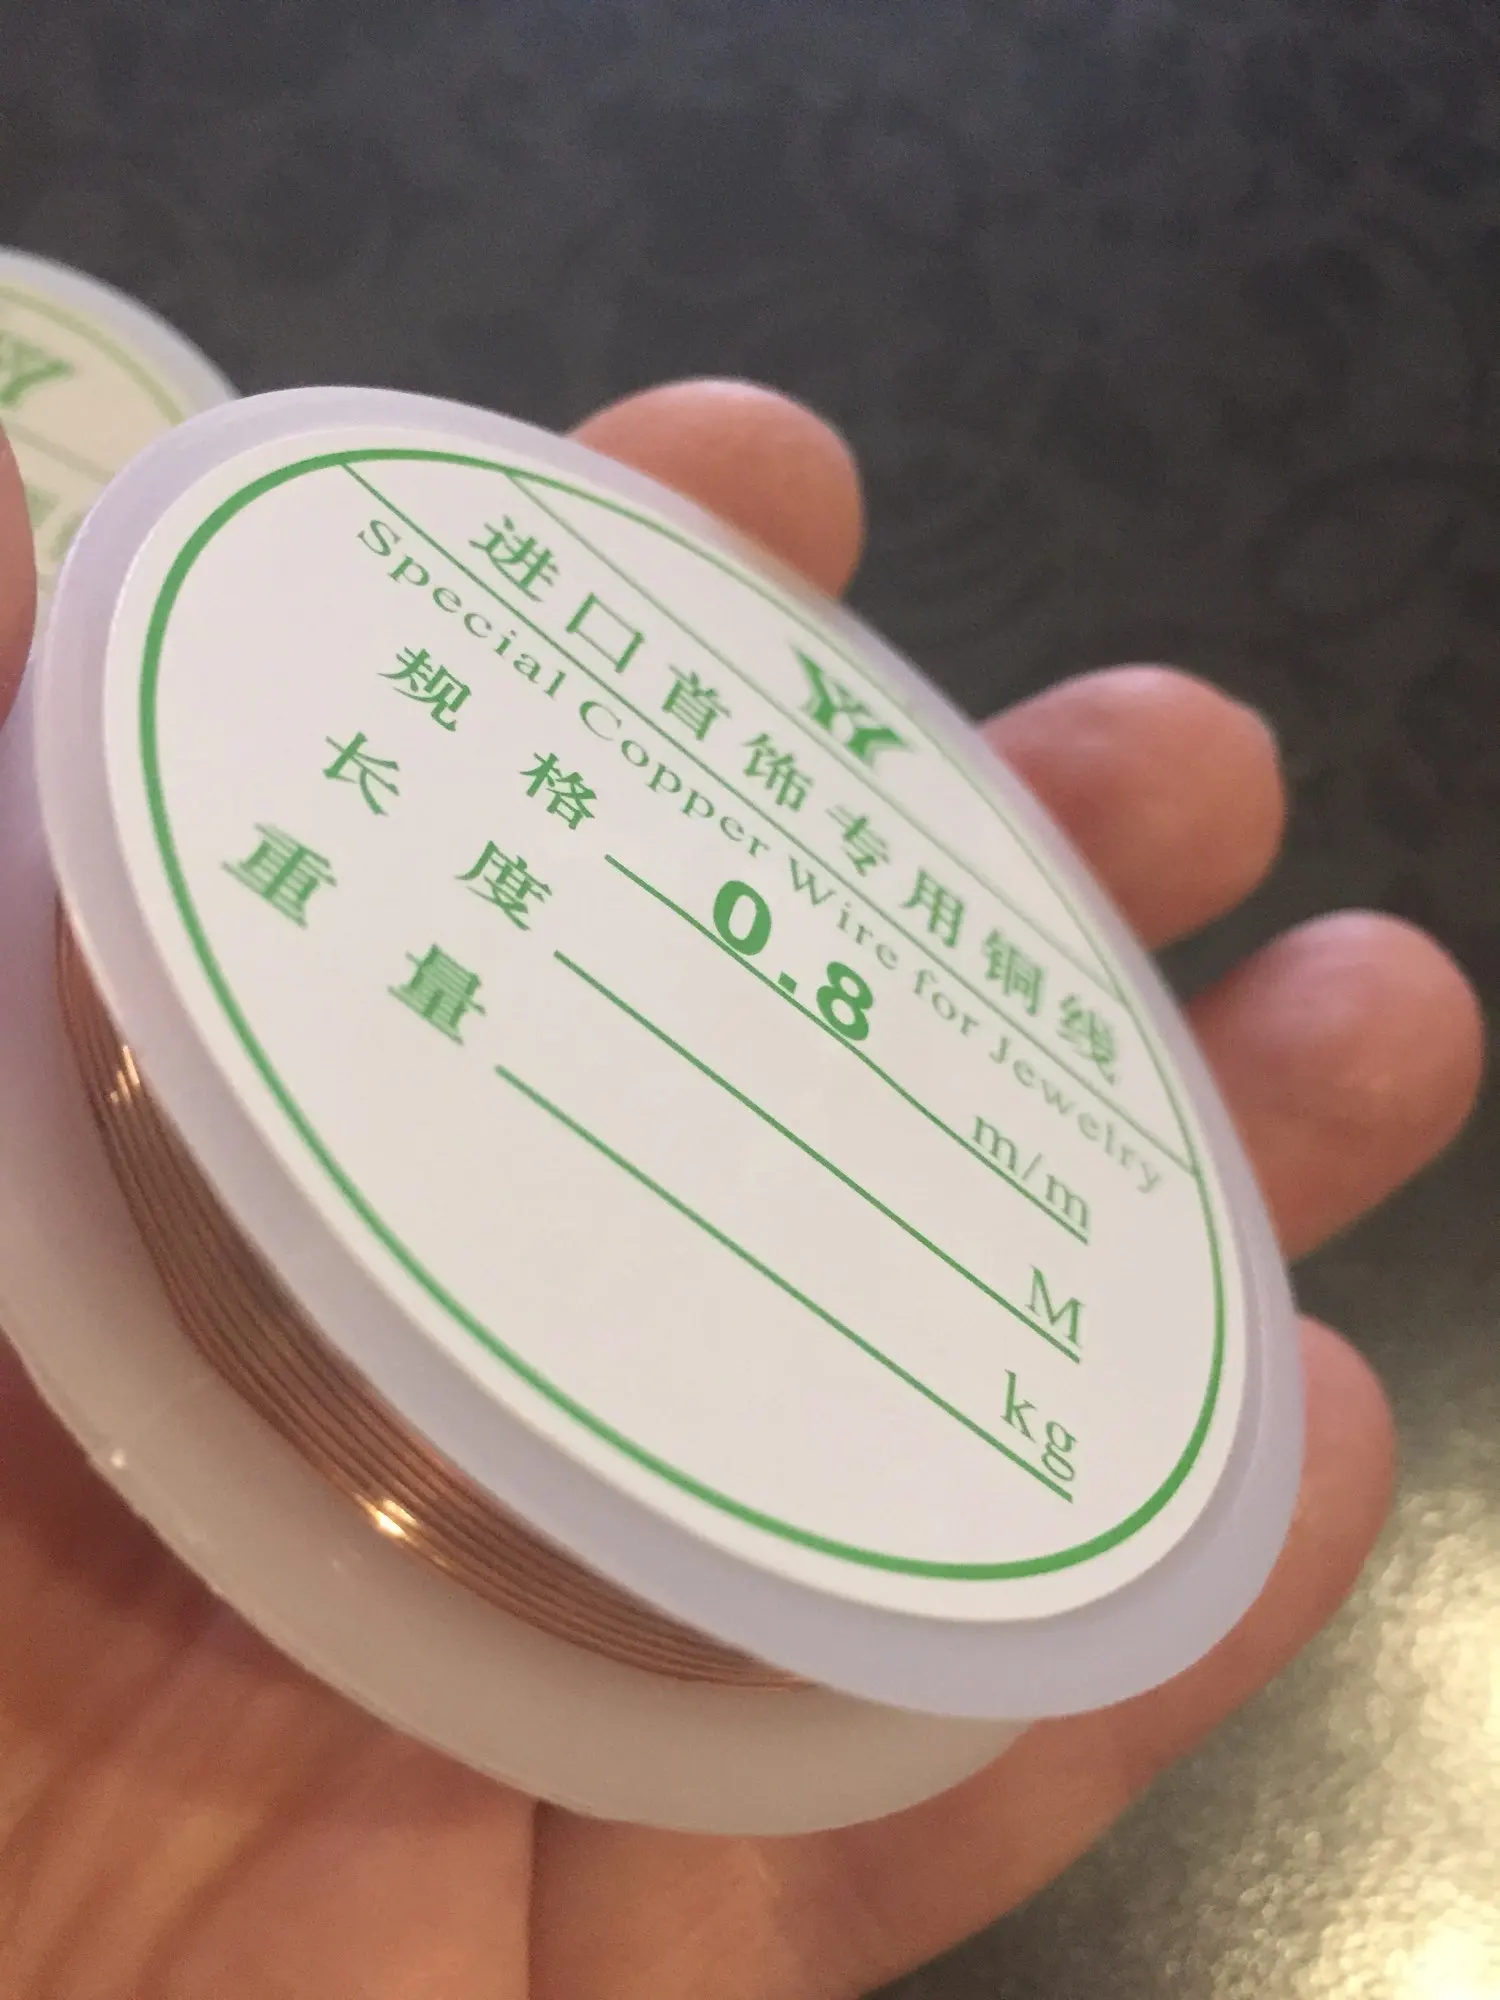 进口首饰专用铜线
Special Copper Wire for Jewelry
规 格 0.8 m/m
长 度 M
重 量 kg